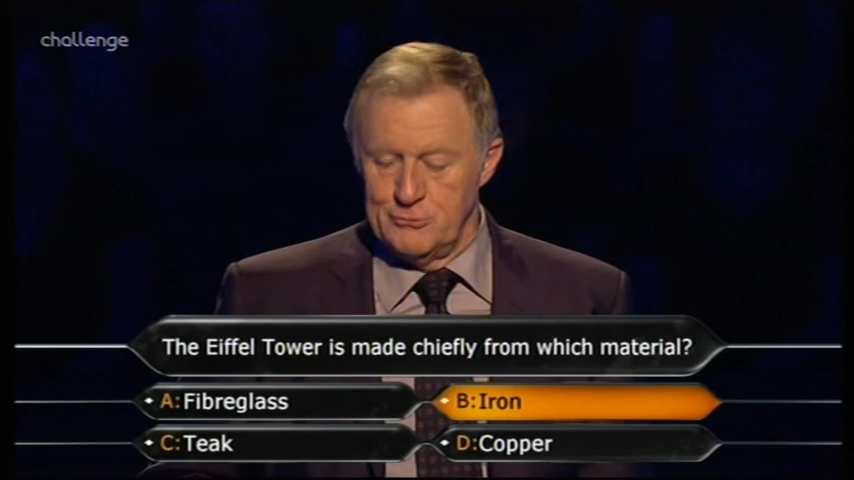 challenge
The Eiffel Tower is made chiefly from which material?
A:Fibreglass
B:Iron
C:Teak
D:Copper